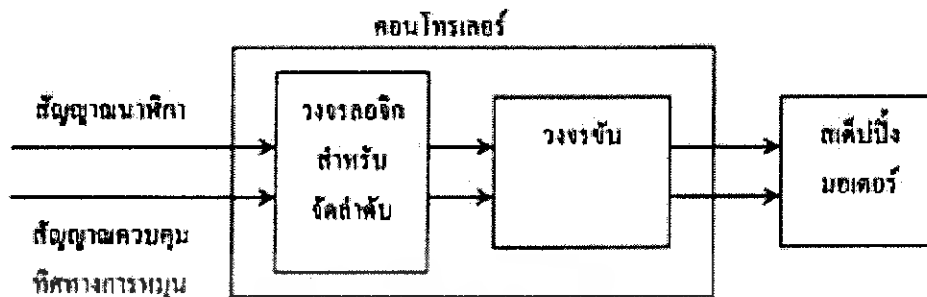 คอนโทรเลอร์
สัญญาณนาฬิกา
สัญญาณควบคุม
ทิศทางการหมุน
วงจรลอจิก
สำหรับ
จัดลำดับ
วงจรขับ
สเต็ปปิ้ง
มอเตอร์